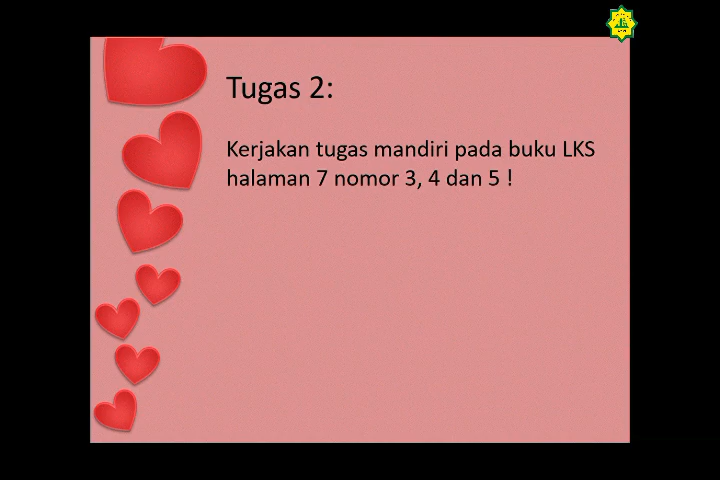 Tugas 2:
Kerjakan tugas mandiri pada buku LKS
halaman 7 nomor 3, 4 dan 5 !